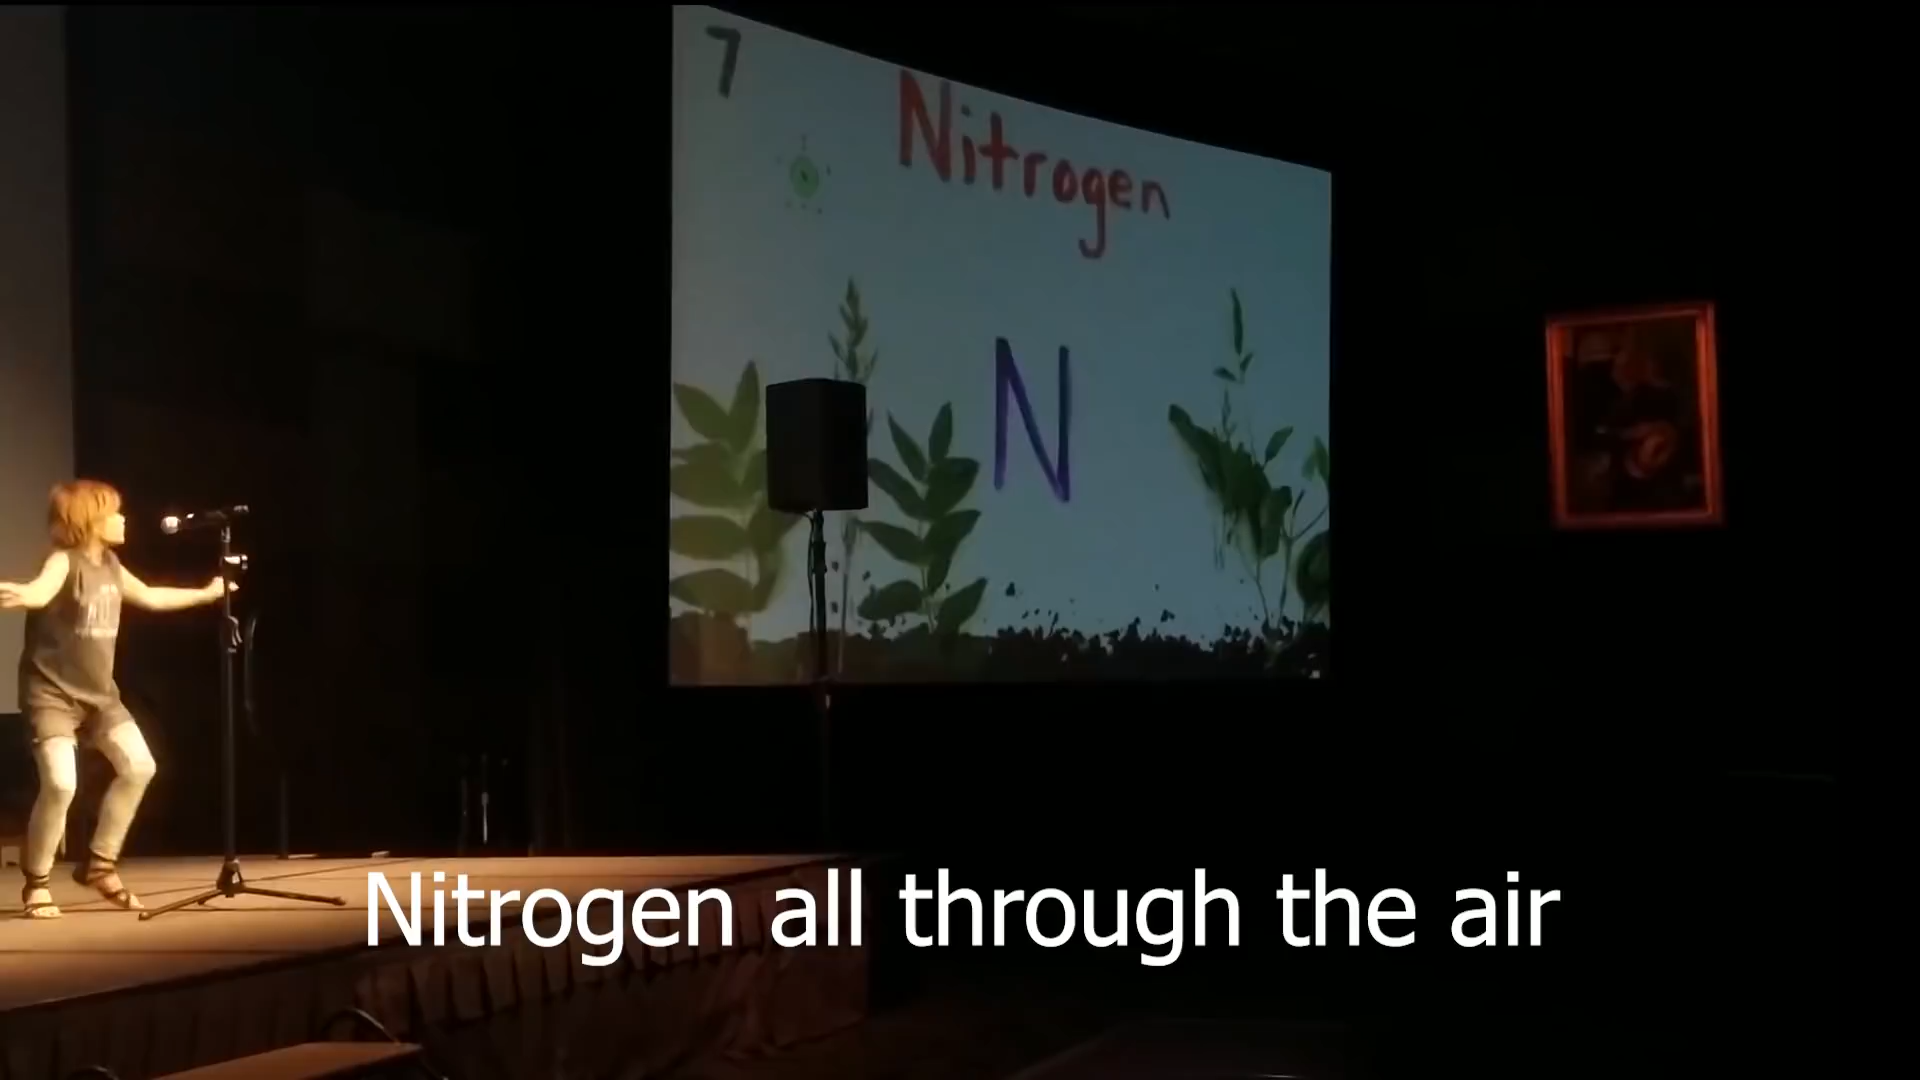 7
Nitrogen
N
Nitrogen all through the air